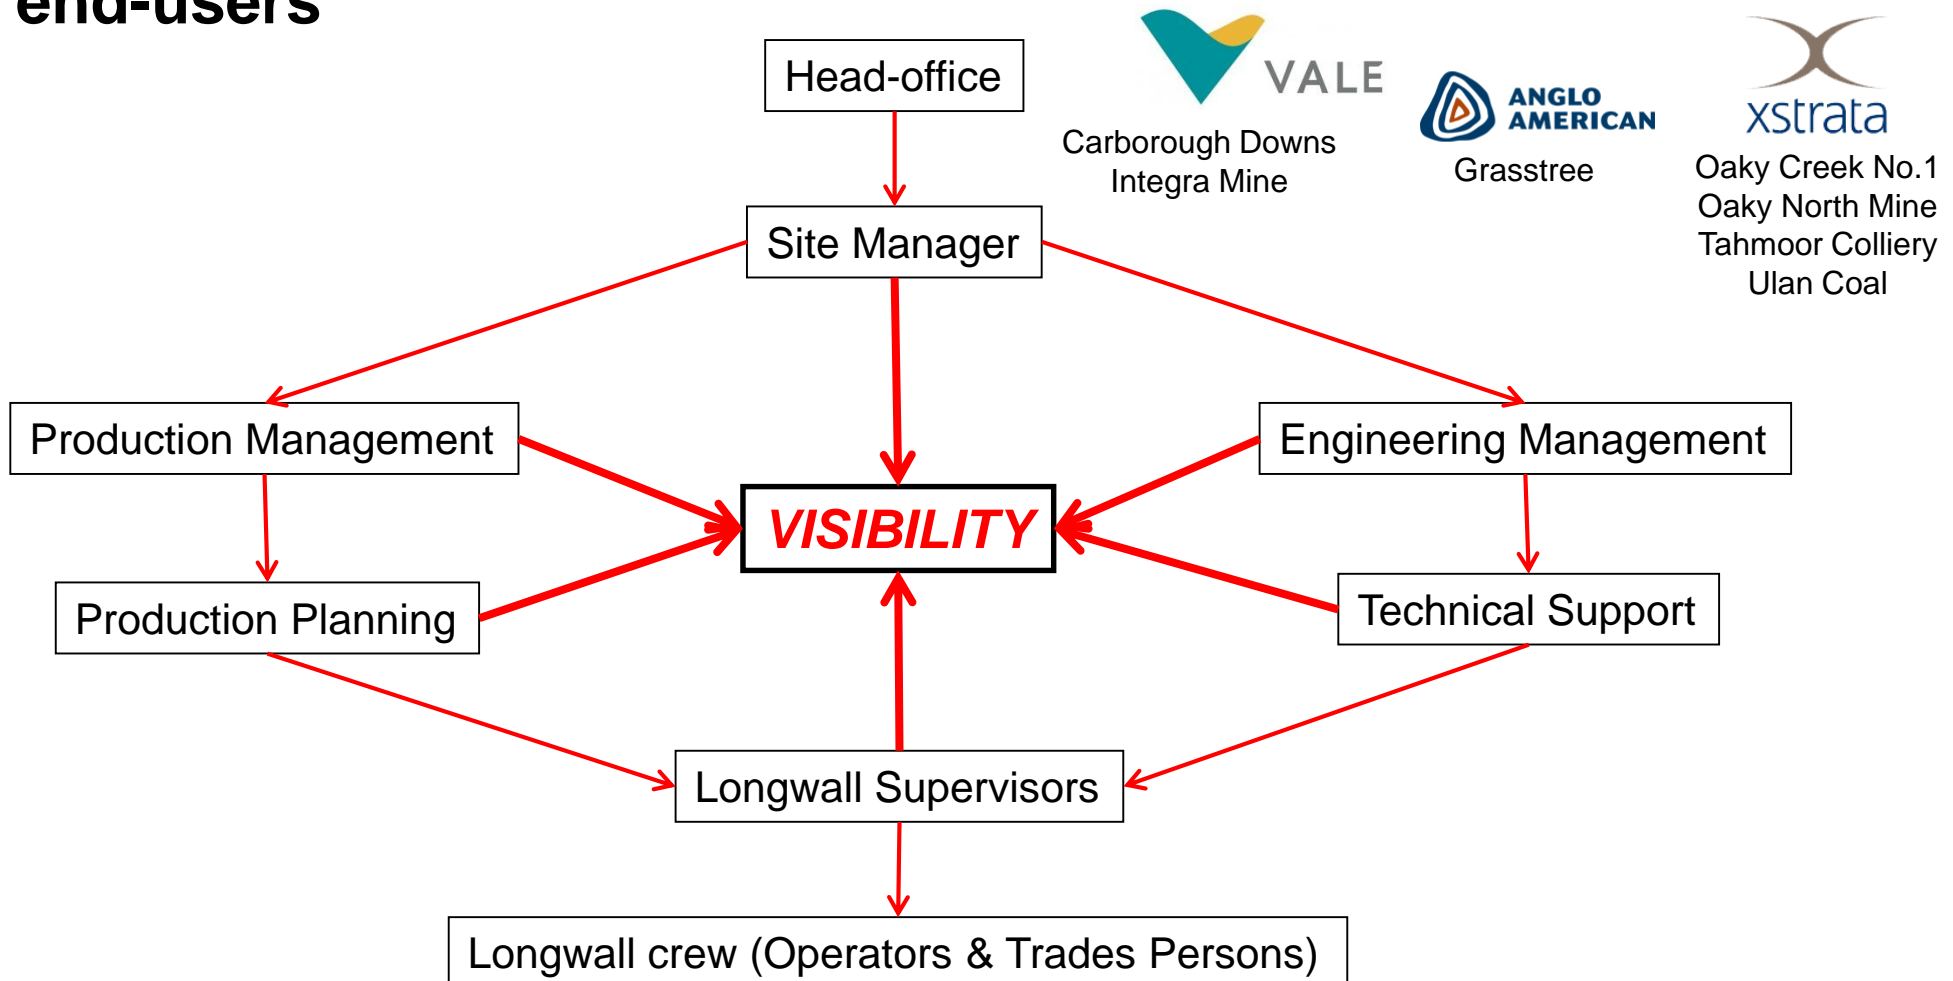 end-users
Head-office
VALE
Carborough Downs
Integra Mine
ANGLO
AMERICAN
Grasstree
xstrata
Oaky Creek No.1
Oaky North Mine
Tahmoor Colliery
Ulan Coal
Site Manager
Production Management
Engineering Management
VISIBILITY
Production Planning
Technical Support
Longwall Supervisors
Longwall crew (Operators & Trades Persons)